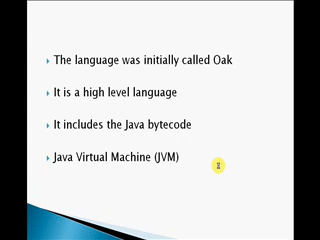 The language was initially called Oak
It is a high level language
It includes the Java bytecode
Java Virtual Machine (JVM)